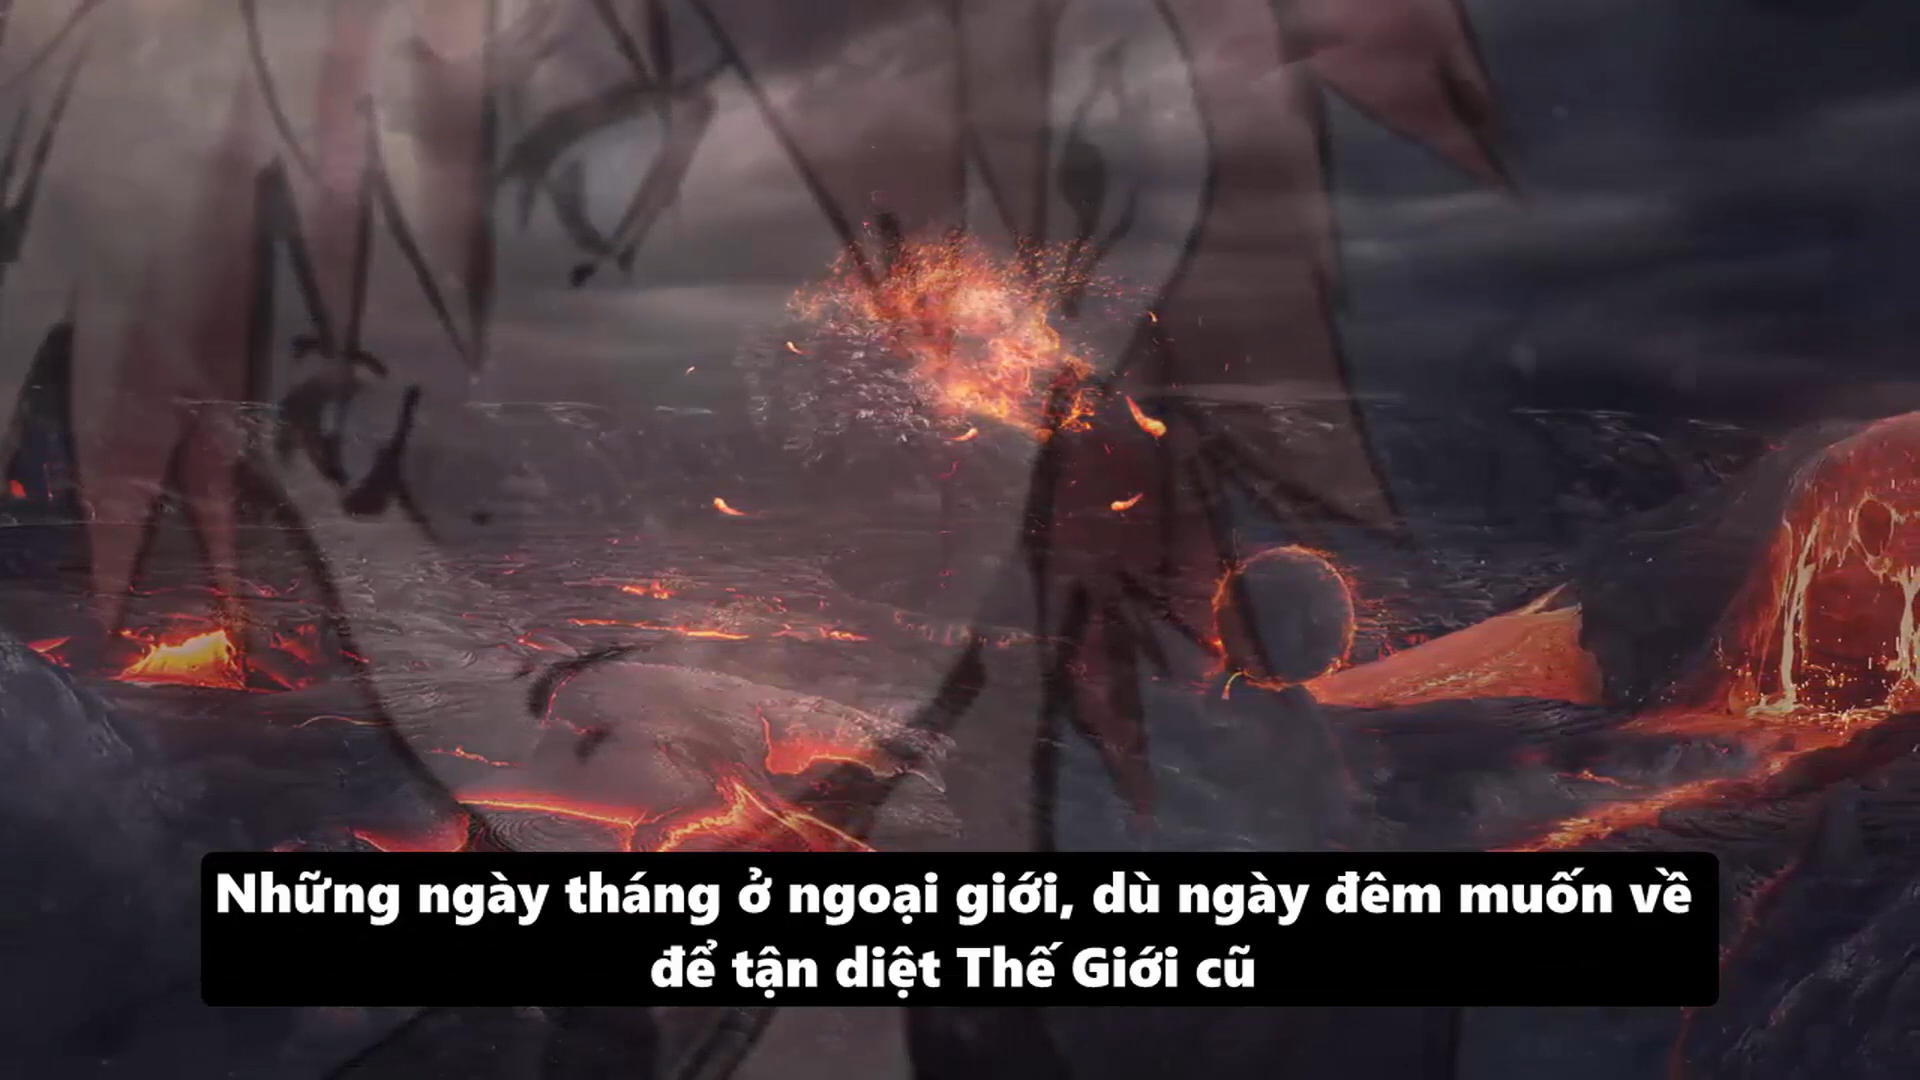 Những ngày tháng ở ngoại giới, dù ngày đêm muốn về
để tận diệt Thế Giới cũ